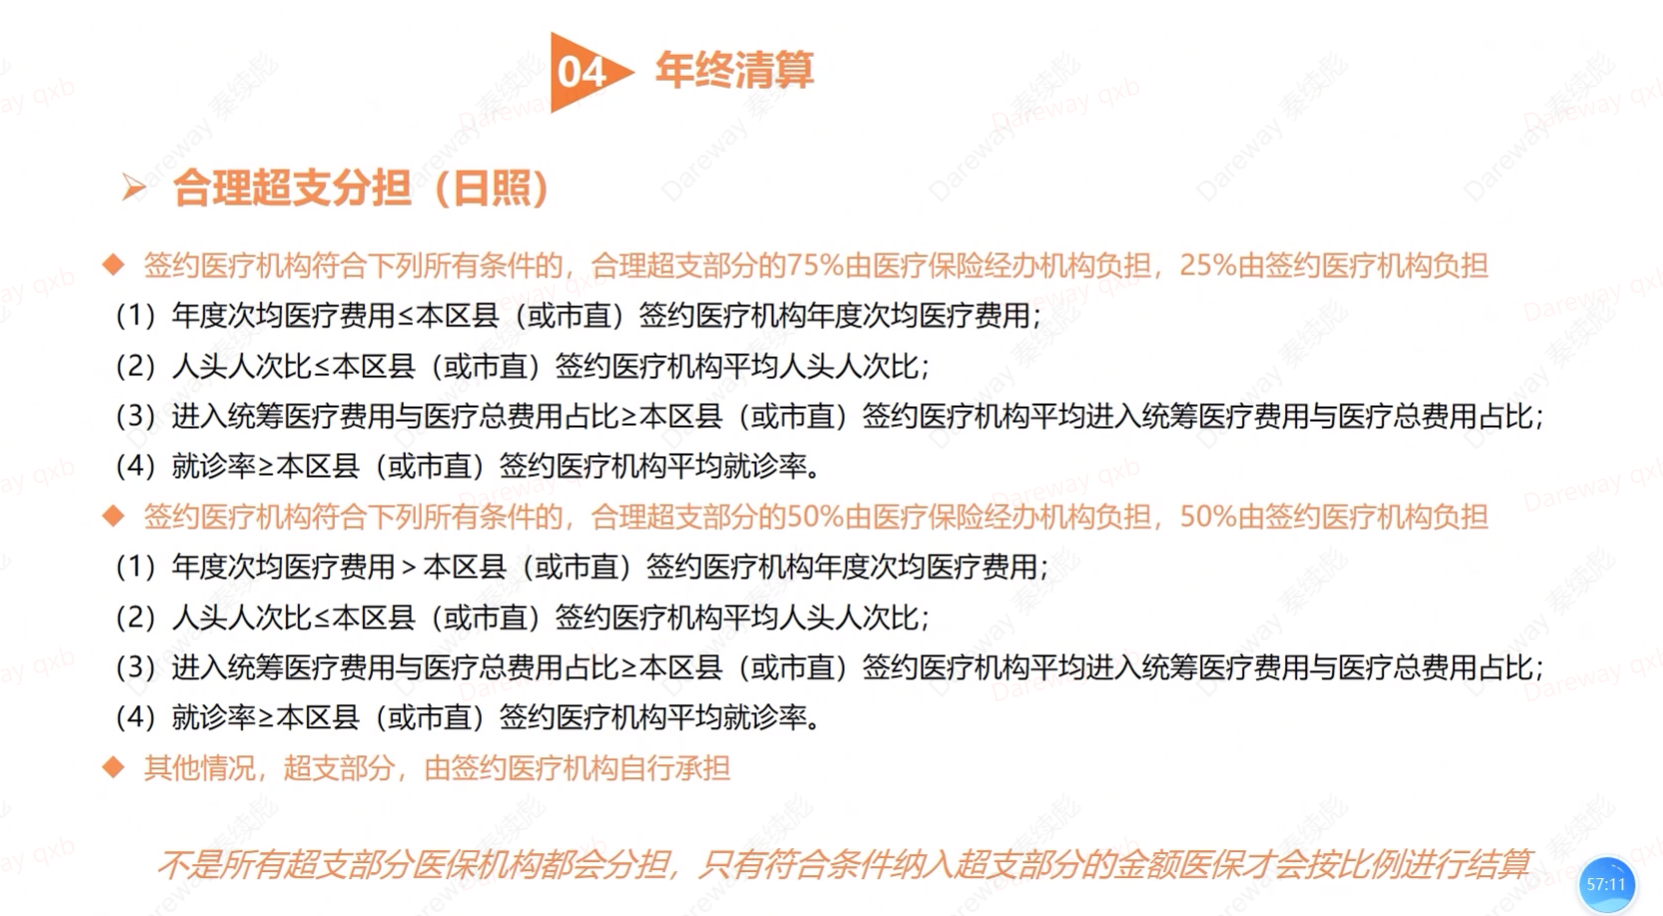 04 年终清算
合理超支分担（日照）
签约医疗机构符合下列所有条件的，合理超支部分的75%由医疗保险经办机构负担，25%由签约医疗机构负担
（1）年度次均医疗费用≤本区县（或市直）签约医疗机构年度次均医疗费用；
（2）人头人次比≤本区县（或市直）签约医疗机构平均人头人次比；
（3）进入统筹医疗费用与医疗总费用占比≥本区县（或市直）签约医疗机构平均进入统筹医疗费用与医疗总费用占比；
（4）就诊率≥本区县（或市直）签约医疗机构平均就诊率。
签约医疗机构符合下列所有条件的，合理超支部分的50%由医疗保险经办机构负担，50%由签约医疗机构负担
（1）年度次均医疗费用＞本区县（或市直）签约医疗机构年度次均医疗费用；
（2）人头人次比≤本区县（或市直）签约医疗机构平均人头人次比；
（3）进入统筹医疗费用与医疗总费用占比≥本区县（或市直）签约医疗机构平均进入统筹医疗费用与医疗总费用占比；
（4）就诊率≥本区县（或市直）签约医疗机构平均就诊率。
其他情况，超支部分，由签约医疗机构自行承担
不是所有超支部分医保机构都会分担，只有符合条件纳入超支部分的金额医保才会按比例进行结算
57:11
Dareway 秦续彪
Dareway qxb